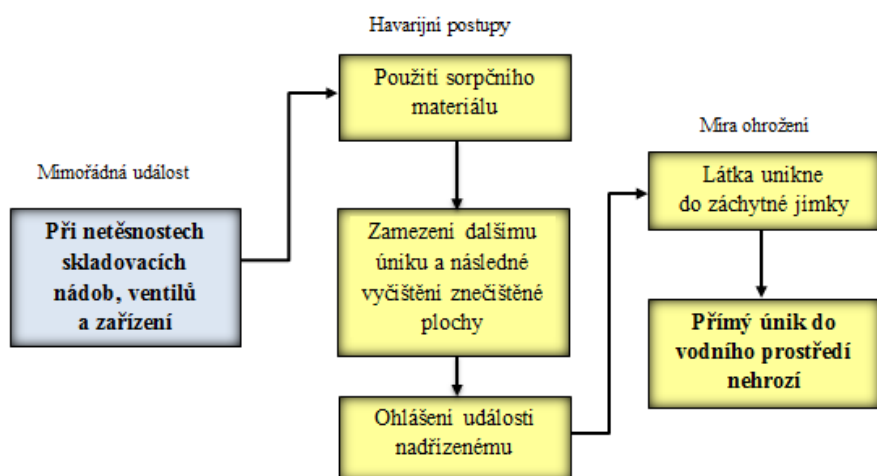 Havarijní postupy
Použití sorpčního
materiálu
Míra ohrožení
Mimořádná událost
Látka unikne
do záchytné jímky
Při netěsnostech
skladovacích
nádob, ventilů
a zařízení
Zamezení dalšímu
úniku a následné
vyčištění znečištěné
plochy
Přímý únik do
vodního prostředí
nehrozí
Ohlášení události
nadřízenému